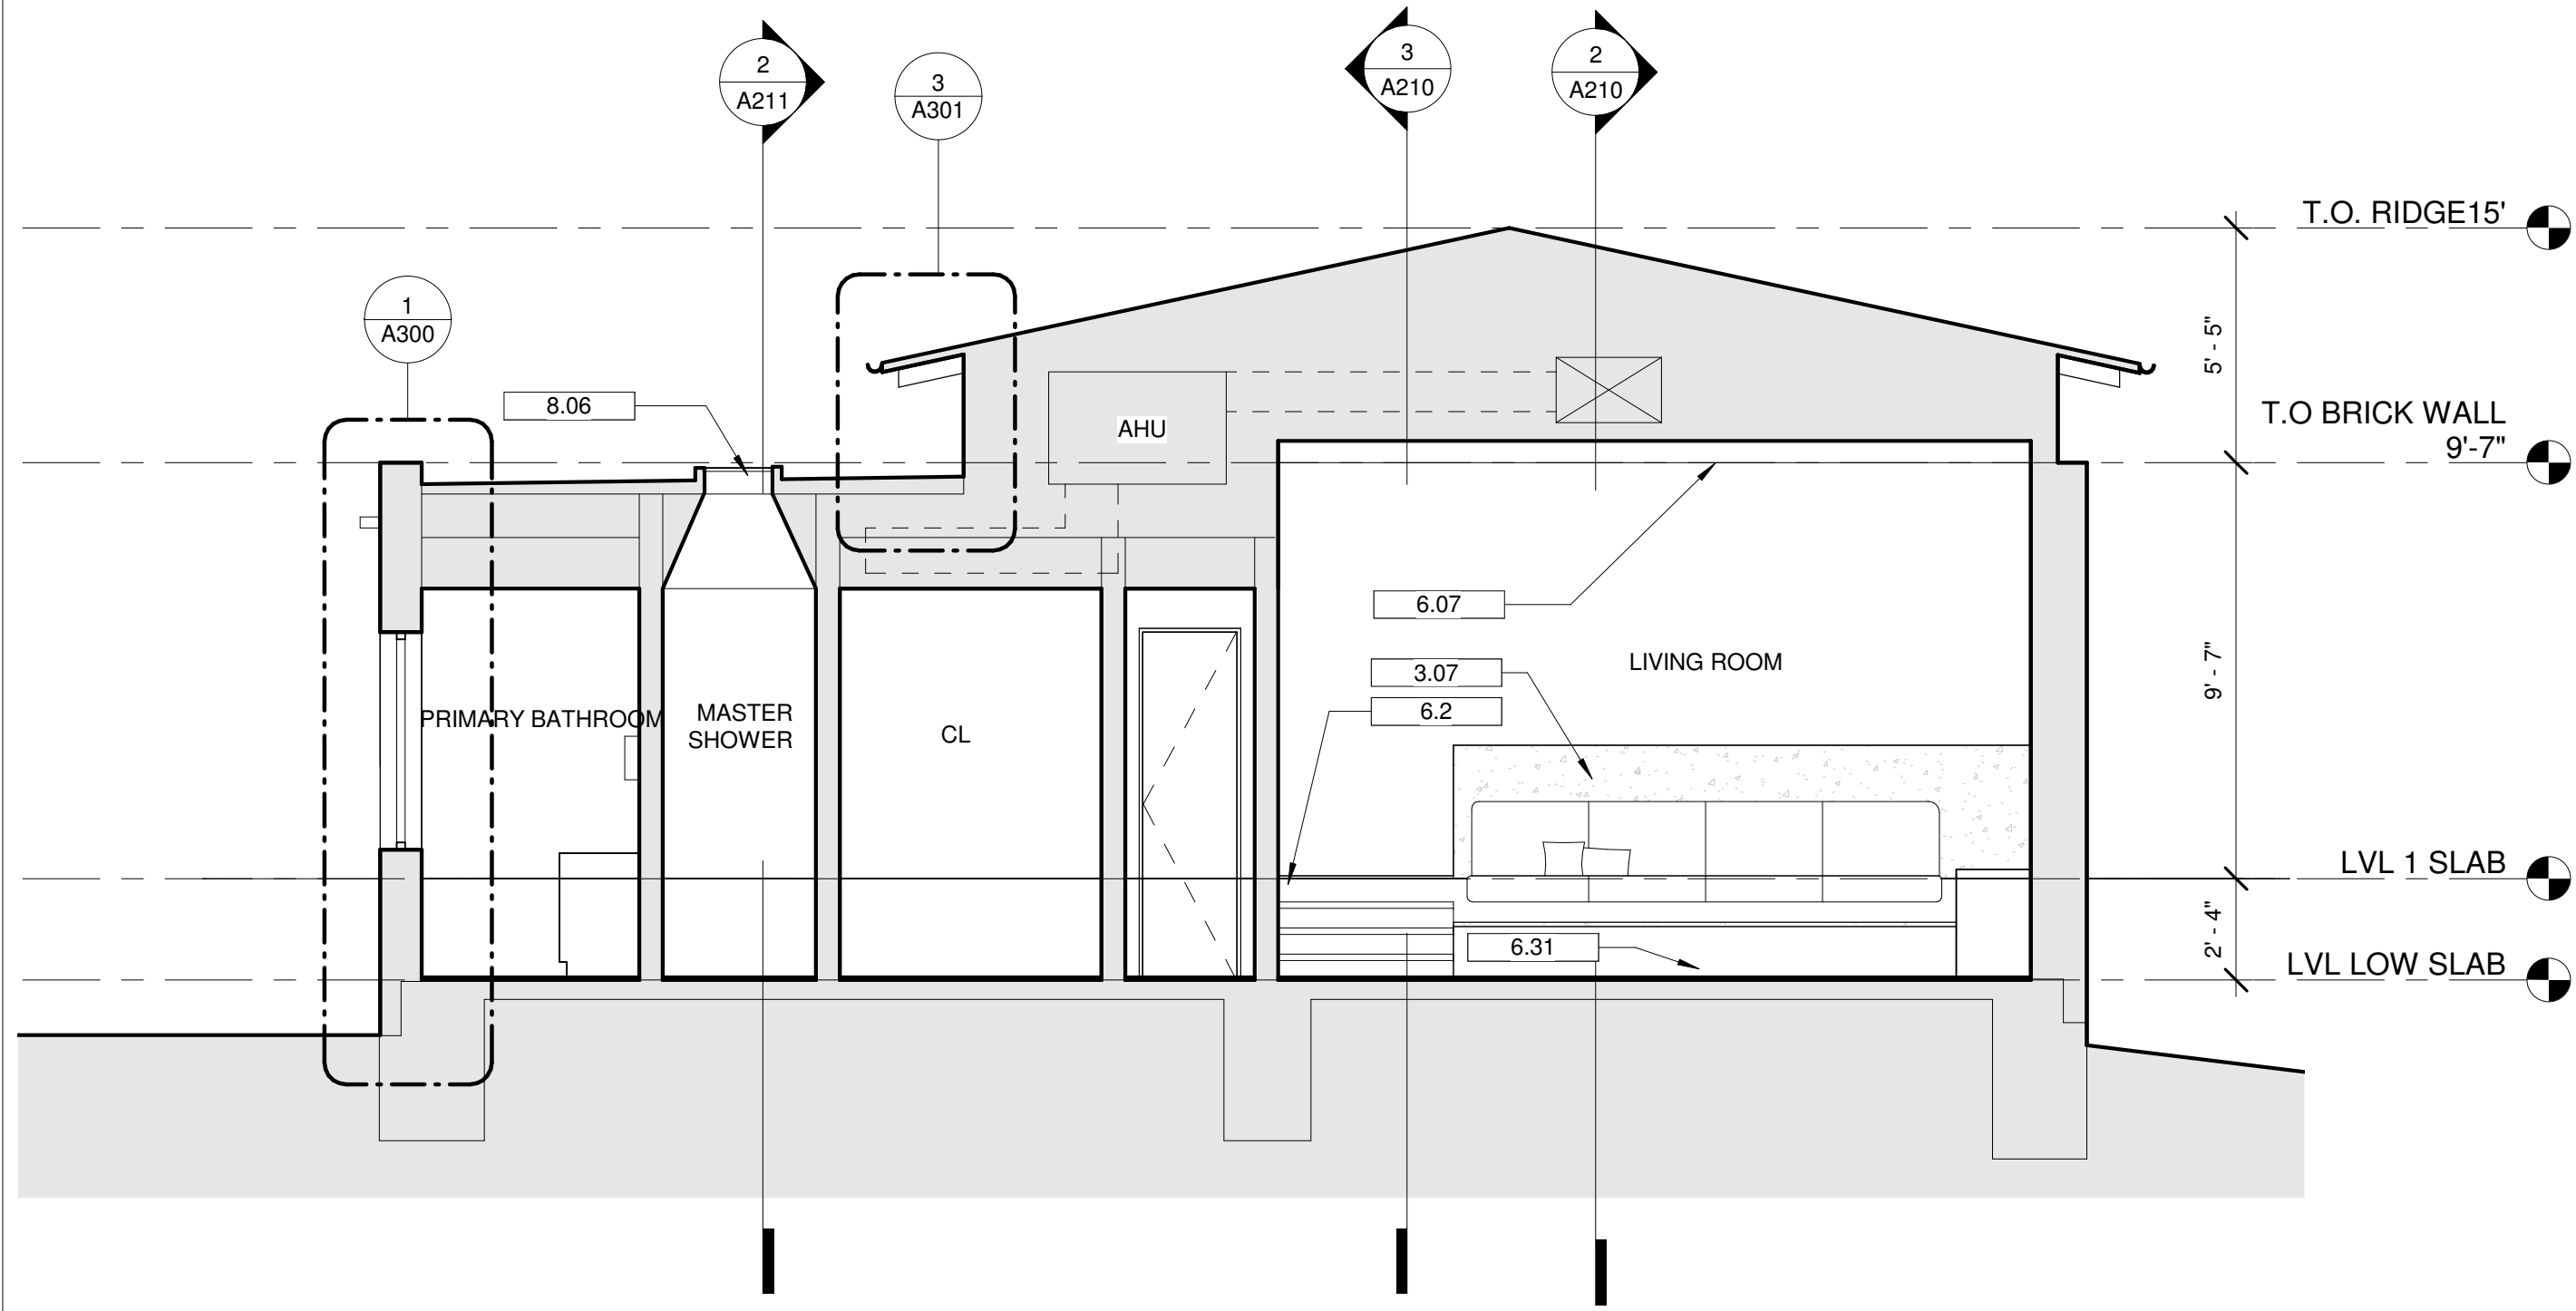 2
A211
3
A301
3
A210
2
A210
T.O. RIDGE15'
1
A300
5' - 5"
8.06
AHU
T.O BRICK WALL
9'-7"
6.07
LIVING ROOM
3.07
6.2
9' - 7"
PRIMARY BATHROOM
MASTER
SHOWER
CL
LVL 1 SLAB
2' - 4"
6.31
LVL LOW SLAB